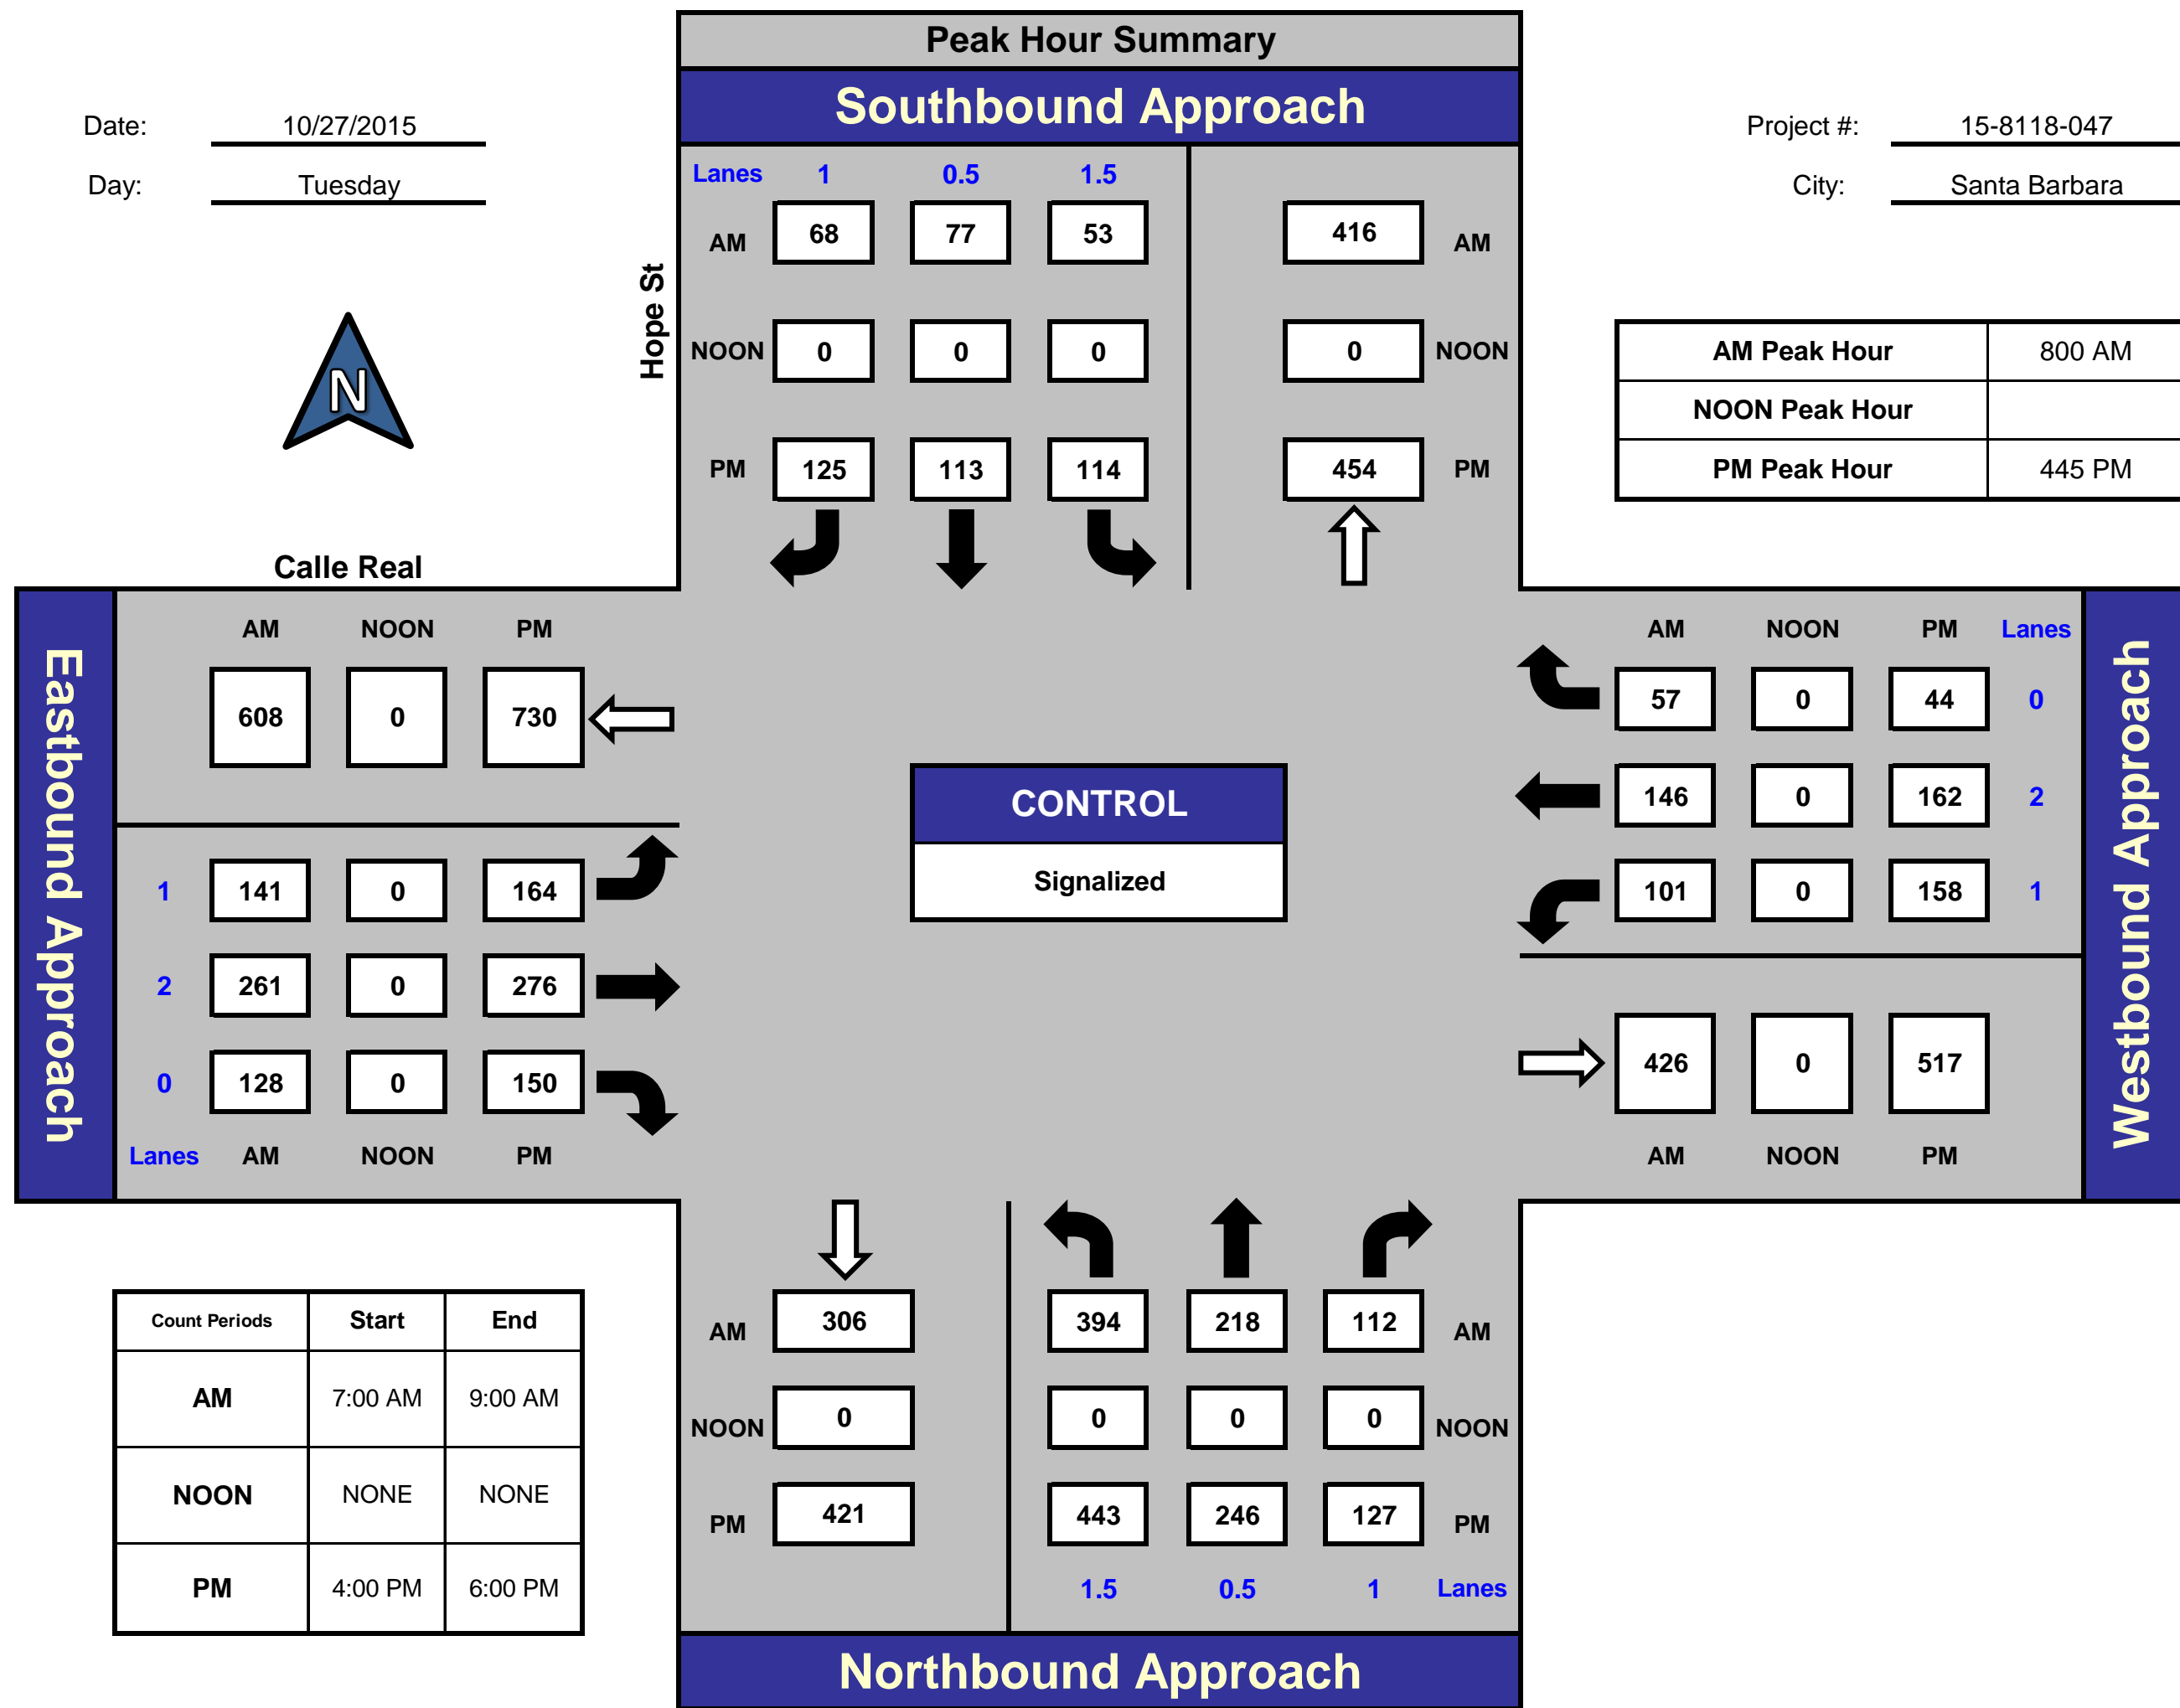 Peak Hour Summary
Southbound Approach
Date: 10/27/2015
Project #: 15-8118-047
Day: Tuesday
City: Santa Barbara
Lanes 1 0.5 1.5
AM 68 77 53 416 AM
N
Hope St
NOON 0 0 0 0 NOON
PM 125 113 114 454 PM
AM Peak Hour 800 AM
NOON Peak Hour
PM Peak Hour 445 PM
Calle Real
Eastbound Approach
AM NOON PM
608 0 730
1 141 0 164
2 261 0 276
0 128 0 150
Lanes AM NOON PM
CONTROL
Signalized
AM NOON PM Lanes
57 0 44 0
146 0 162 2
101 0 158 1
426 0 517
AM NOON PM
Westbound Approach
Count Periods Start End
AM 7:00 AM 9:00 AM
NOON NONE NONE
PM 4:00 PM 6:00 PM
AM 306 394 218 112 AM
NOON 0 0 0 0 NOON
PM 421 443 246 127 PM
1.5 0.5 1 Lanes
Northbound Approach